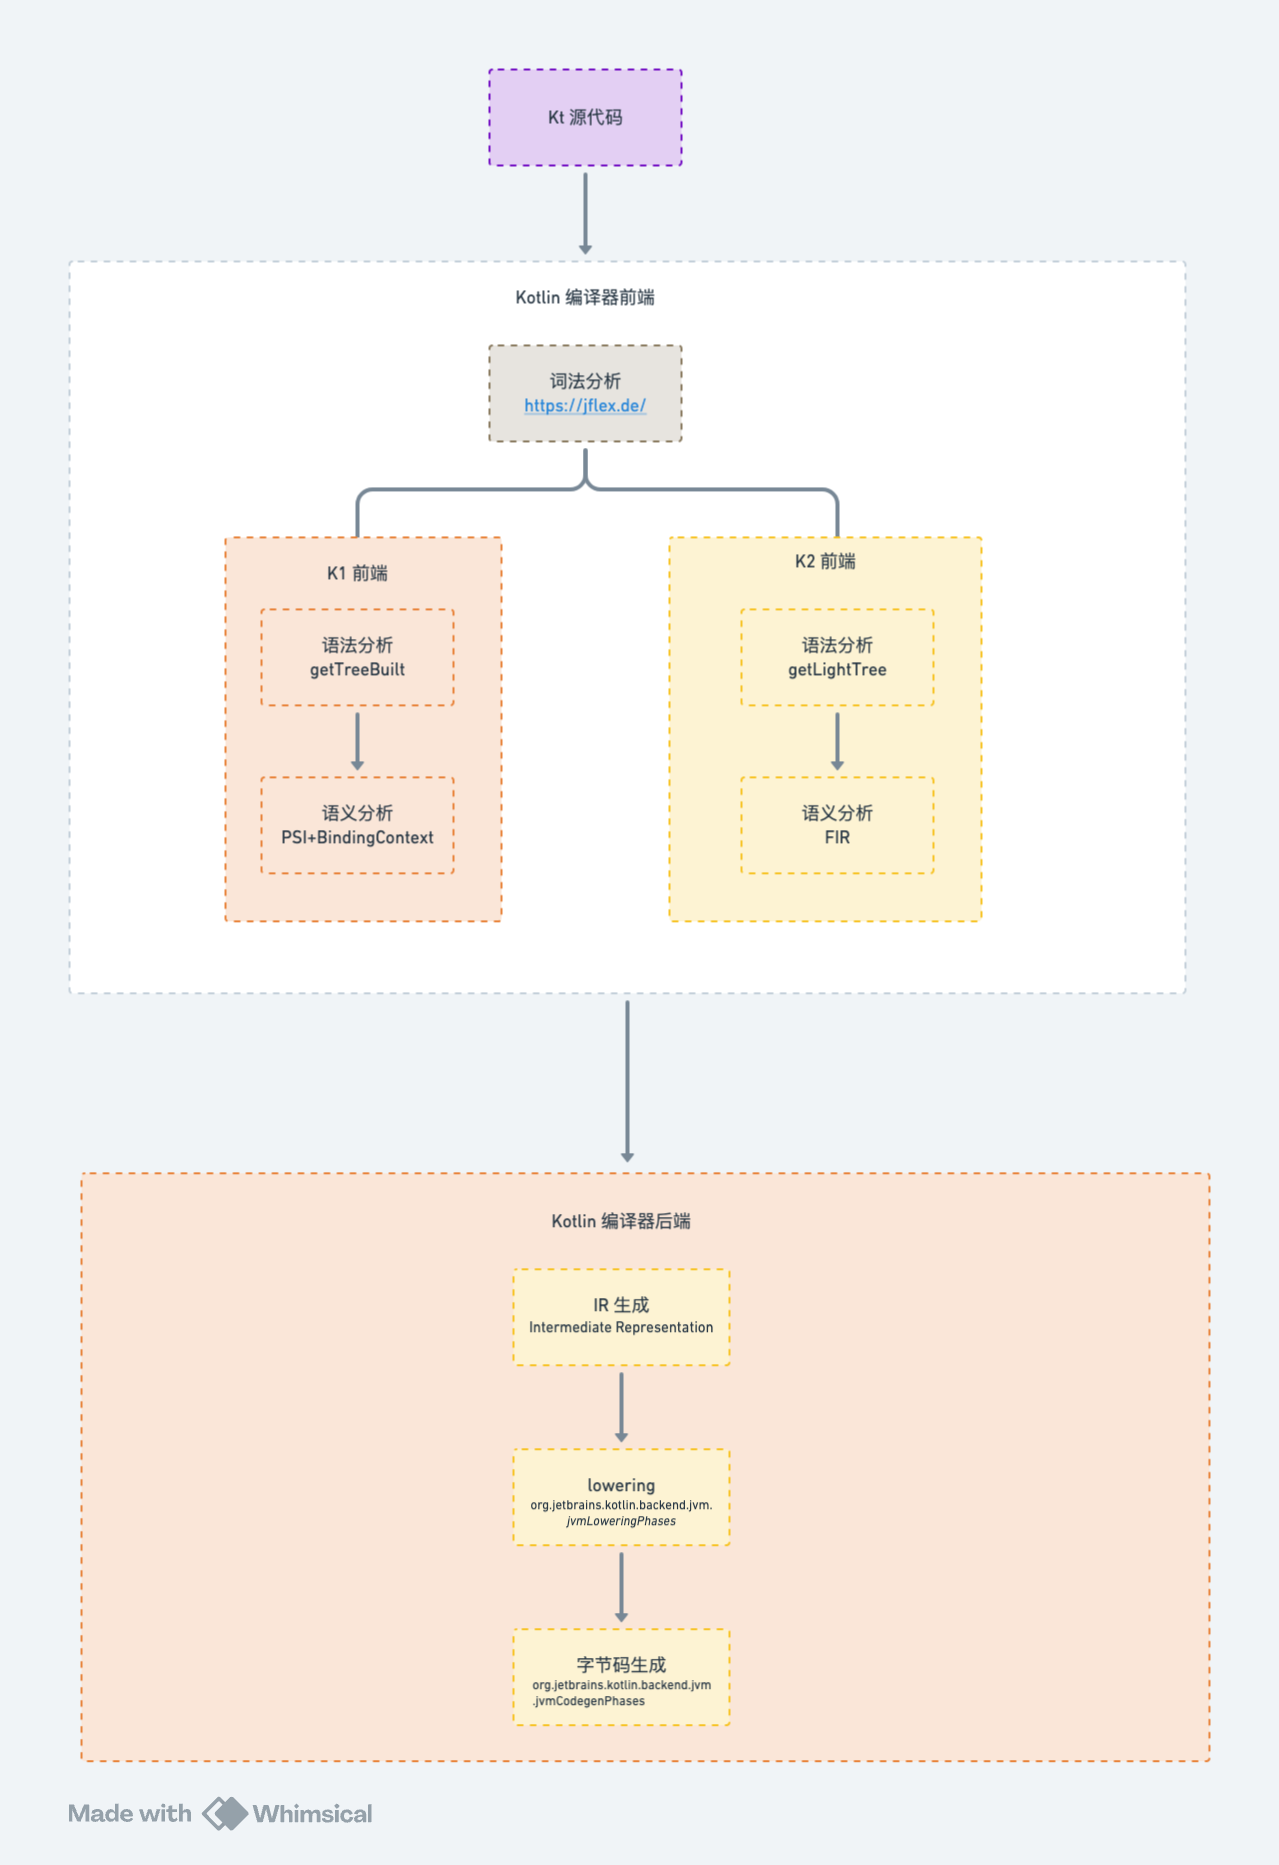 Kt 源代码
Kotlin 编译器前端
词法分析
https://jflex.de/
K1 前端
语法分析
getTreeBuilt
语义分析
PSI+BindingContext
K2 前端
语法分析
getLightTree
语义分析
FIR
Kotlin 编译器后端
IR 生成
Intermediate Representation
lowering
org.jetbrains.kotlin.backend.jvm.
jvmLoweringPhases
字节码生成
org.jetbrains.kotlin.backend.jvm
.jvmCodegenPhases
Made with Whimsical